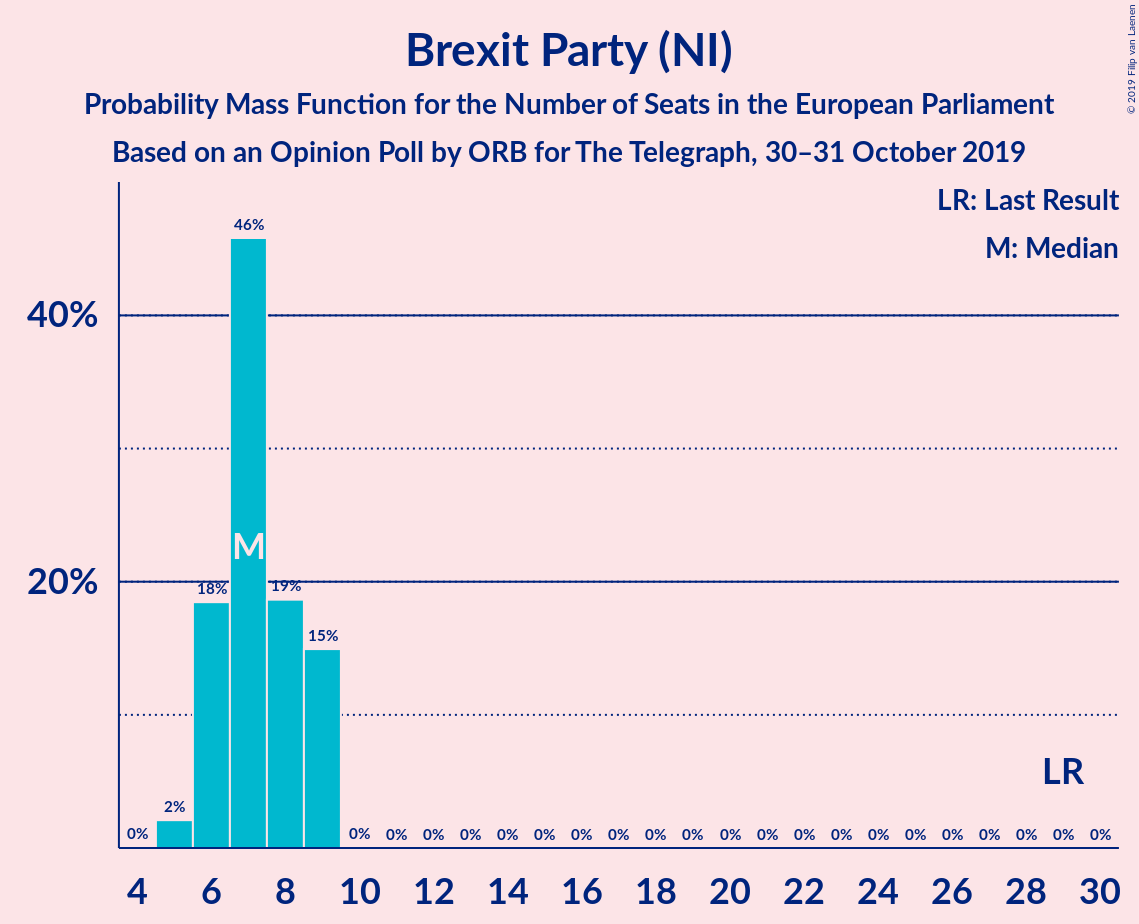 Brexit Party (NI)
Probability Mass Function for the Number of Seats in the European Parliament
Based on an Opinion Poll by ORB for The Telegraph, 30–31 October 2019
© 2019 Filip van Laenen
LR: Last Result
M: Median
46%
40%
M
20%
18%
19%
15%
LR
0% 2% 0% 0% 0% 0% 0% 0% 0% 0% 0% 0% 0% 0% 0% 0% 0% 0% 0% 0% 0% 0% 0%
4 6 8 10 12 14 16 18 20 22 24 26 28 30